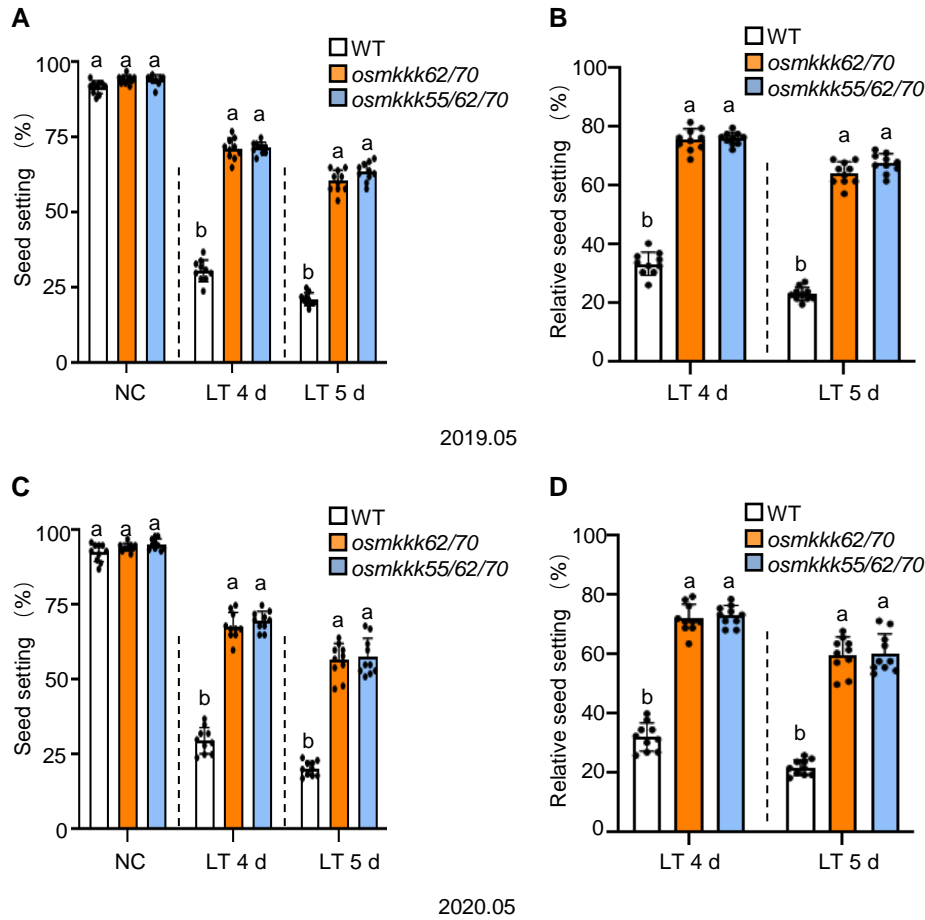 A
WT
osmkkk62/70
osmkkk55/62/70
Seed setting (%)
100
75
50
25
0
a a a
b a a
b a a
NC LT 4 d LT 5 d
B
WT
osmkkk62/70
osmkkk55/62/70
Relative seed setting (%)
100
80
60
40
20
0
b a a
b a a
LT 4 d LT 5 d
2019.05
C
WT
osmkkk62/70
osmkkk55/62/70
Seed setting (%)
100
75
50
25
0
a a a
b a a
b a a
NC LT 4 d LT 5 d
D
WT
osmkkk62/70
osmkkk55/62/70
Relative seed setting (%)
100
80
60
40
20
0
b a a
b a a
LT 4 d LT 5 d
2020.05